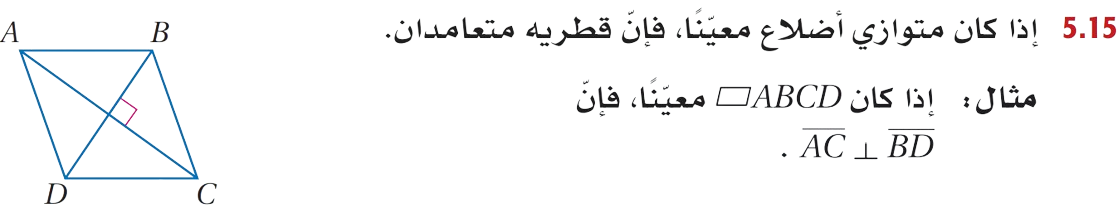 5.15 إذا كان متوازي أضلاع معيّنًا، فإنّ قطريه متعامدان.
مثال: إذا كان ▱ABCD معيّنًا، فإنّ
AC ⊥ BD .
A B
D C